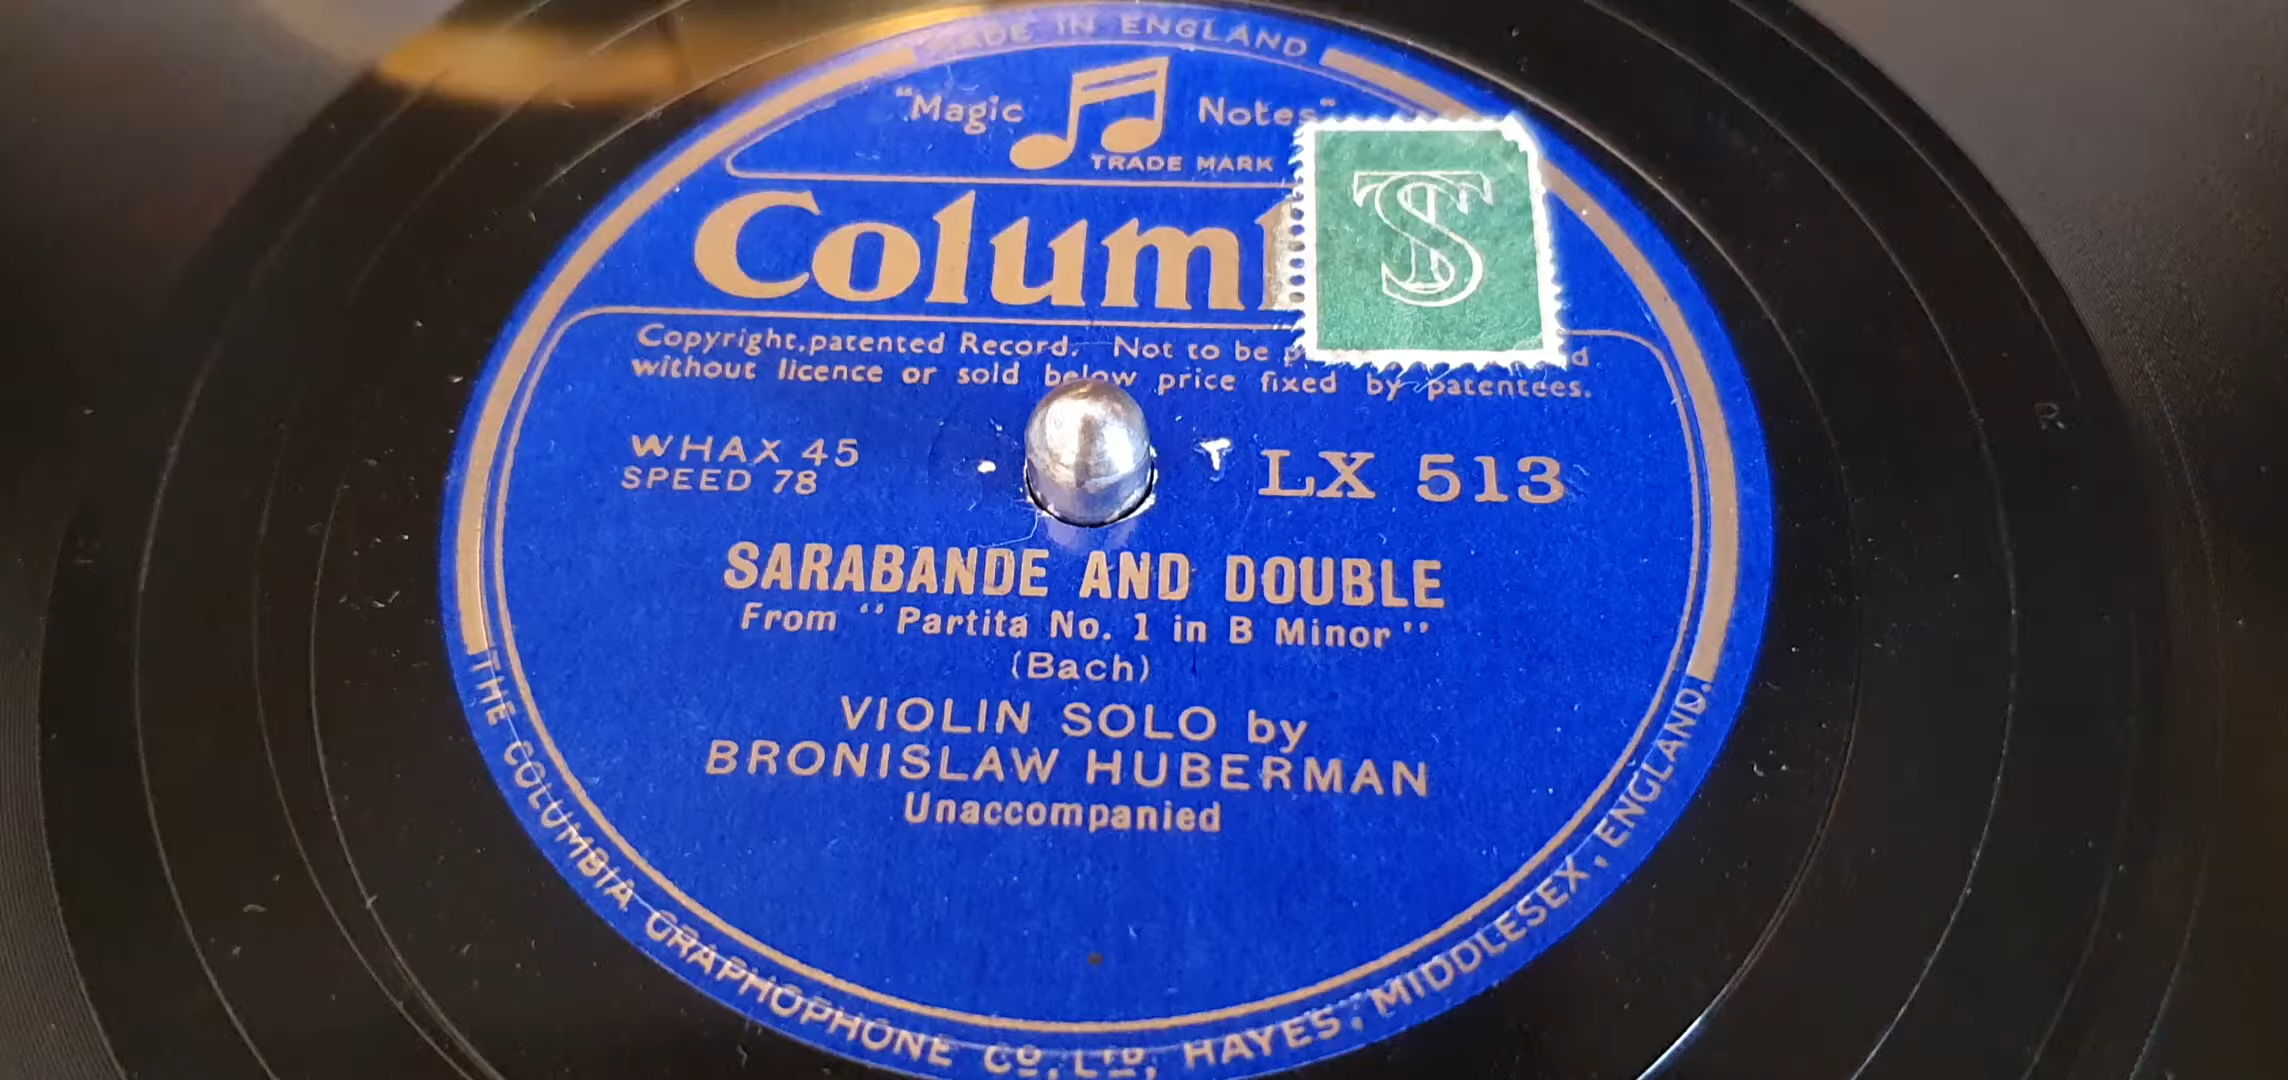 MADE IN ENGLAND
"Magic Notes"
TRADE MARK
Colum
TS
Copyright, patented Record. Not to be
without licence or sold below price fixed by patentees.
WHAX 45
SPEED 78
LX 513
SARABANDE AND DOUBLE
From "Partita No. 1 in B Minor"
(Bach)
VIOLIN SOLO by
BRONISLAW HUBERMAN
Unaccompanied
THE COLUMBIA GRAPHOPHONE CO., LTD., HAYES, MIDDLESEX, ENGLAND.